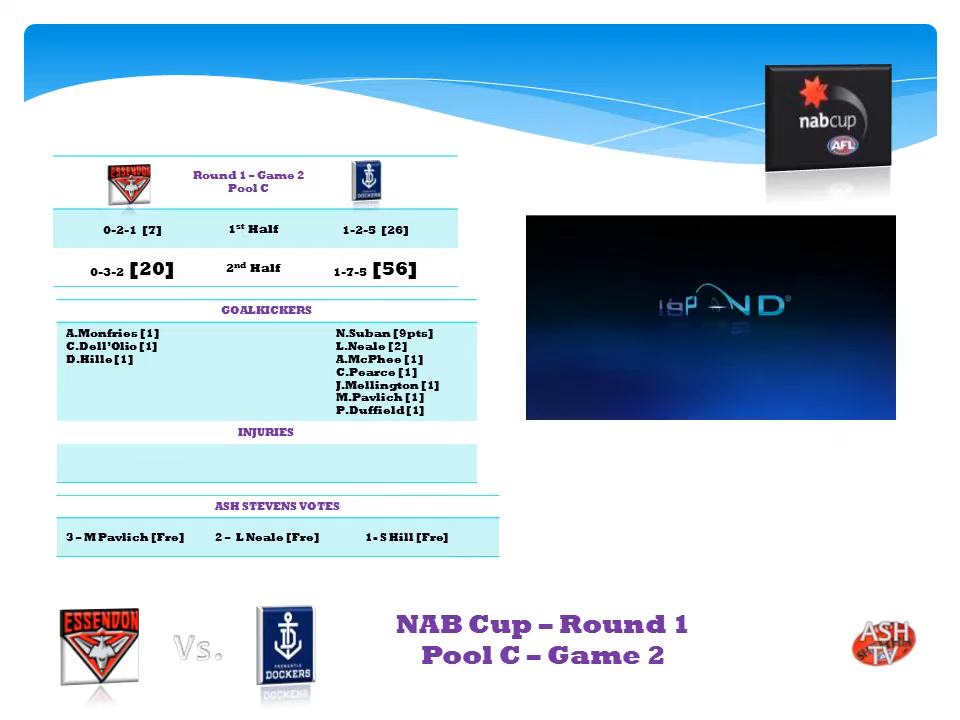 nabcup
AFL
ESSENDON
Round 1 – Game 2
Pool C
DOCKERS
0-2-1 [7] 1st Half 1-2-5 [26]
0-3-2 [20] 2nd Half 1-7-5 [56]
GOALKICKERS
A.Monfries [1] N.Suban [9pts]
C.Dell’Olio [1] L.Neale [2]
D.Hille [1] A.McPhee [1]
C.Pearce [1]
J.Mellington [1]
M.Pavlich [1]
P.Duffield [1]
INJURIES
ASH STEVENS VOTES
3 – M Pavlich [Fre] 2 – L Neale [Fre] 1- S Hill [Fre]
ESSENDON
Vs.
FREMANTLE
DOCKERS
NAB Cup – Round 1
Pool C – Game 2
ASH
TV